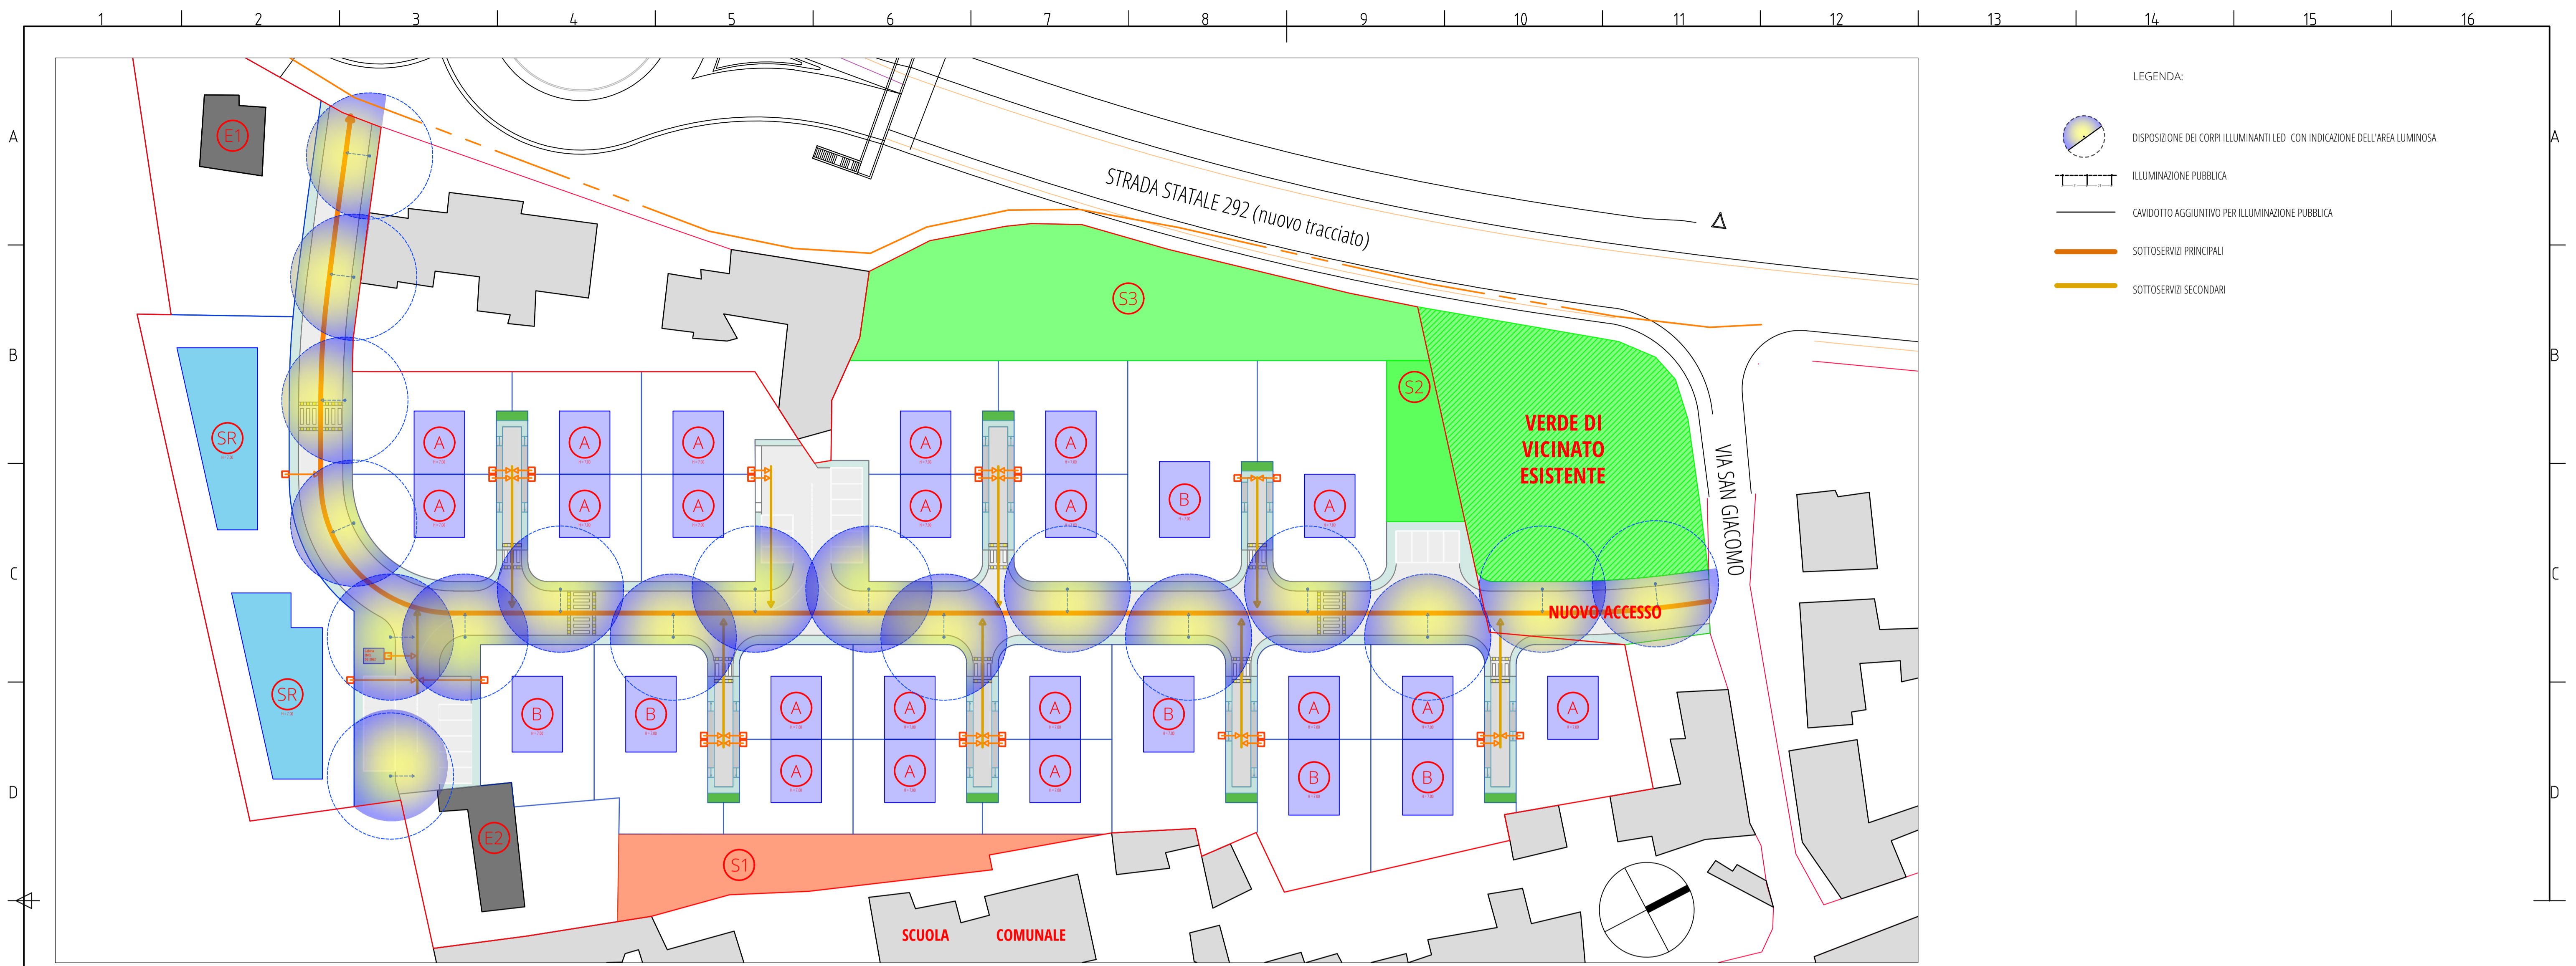 1 2 3 4 5 6 7 8 9 10 11 12 13 14 15 16
LEGENDA:
A A
DISPOSIZIONE DEI CORPI ILLUMINANTI LED CON INDICAZIONE DELL'AREA LUMINOSA
ILLUMINAZIONE PUBBLICA
CAVIDOTTO AGGIUNTIVO PER ILLUMINAZIONE PUBBLICA
SOTTOSERVIZI PRINCIPALI
SOTTOSERVIZI SECONDARI
E1
STRADA STATALE 292 (nuovo tracciato)
S3
B B
S2
VERDE DI
VICINATO
ESISTENTE
VIA SAN GIACOMO
SR
A A A A A
A A A A A B A
C C
NUOVO ACCESSO
SR
B B A A A B A A A
A A A B B
D D
E2
S1
SCUOLA COMUNALE